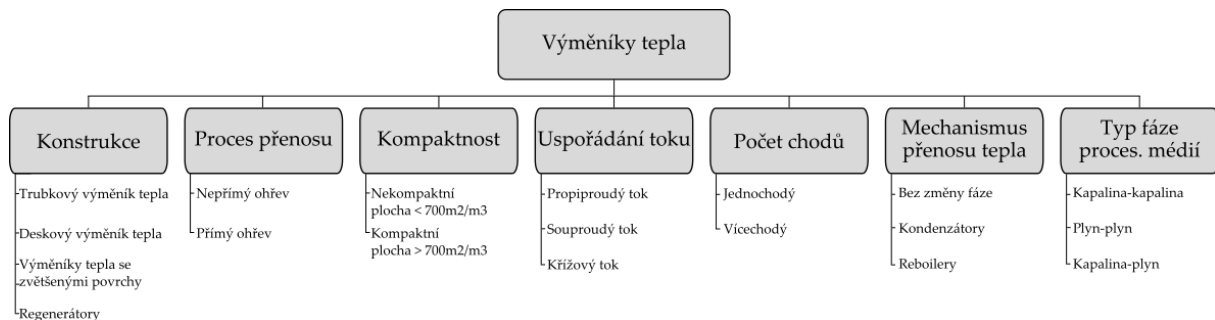 Výměníky tepla
Konstrukce
Trubkový výměník tepla
Deskový výměník tepla
Výměníky tepla se
zvětšenými povrchy
Regenerátory
Proces přenosu
Nepřímý ohřev
Přímý ohřev
Kompaktnost
Nekompaktní
plocha < 700m2/m3
Kompaktní
plocha > 700m2/m3
Uspořádání toku
Propiproudý tok
Souproudý tok
Křížový tok
Počet chodů
Jednochodý
Vícechodý
Mechanismus
přenosu tepla
Bez změny fáze
Kondenzátory
Reboilery
Typ fáze
proces. médií
Kapalina-kapalina
Plyn-plyn
Kapalina-plyn